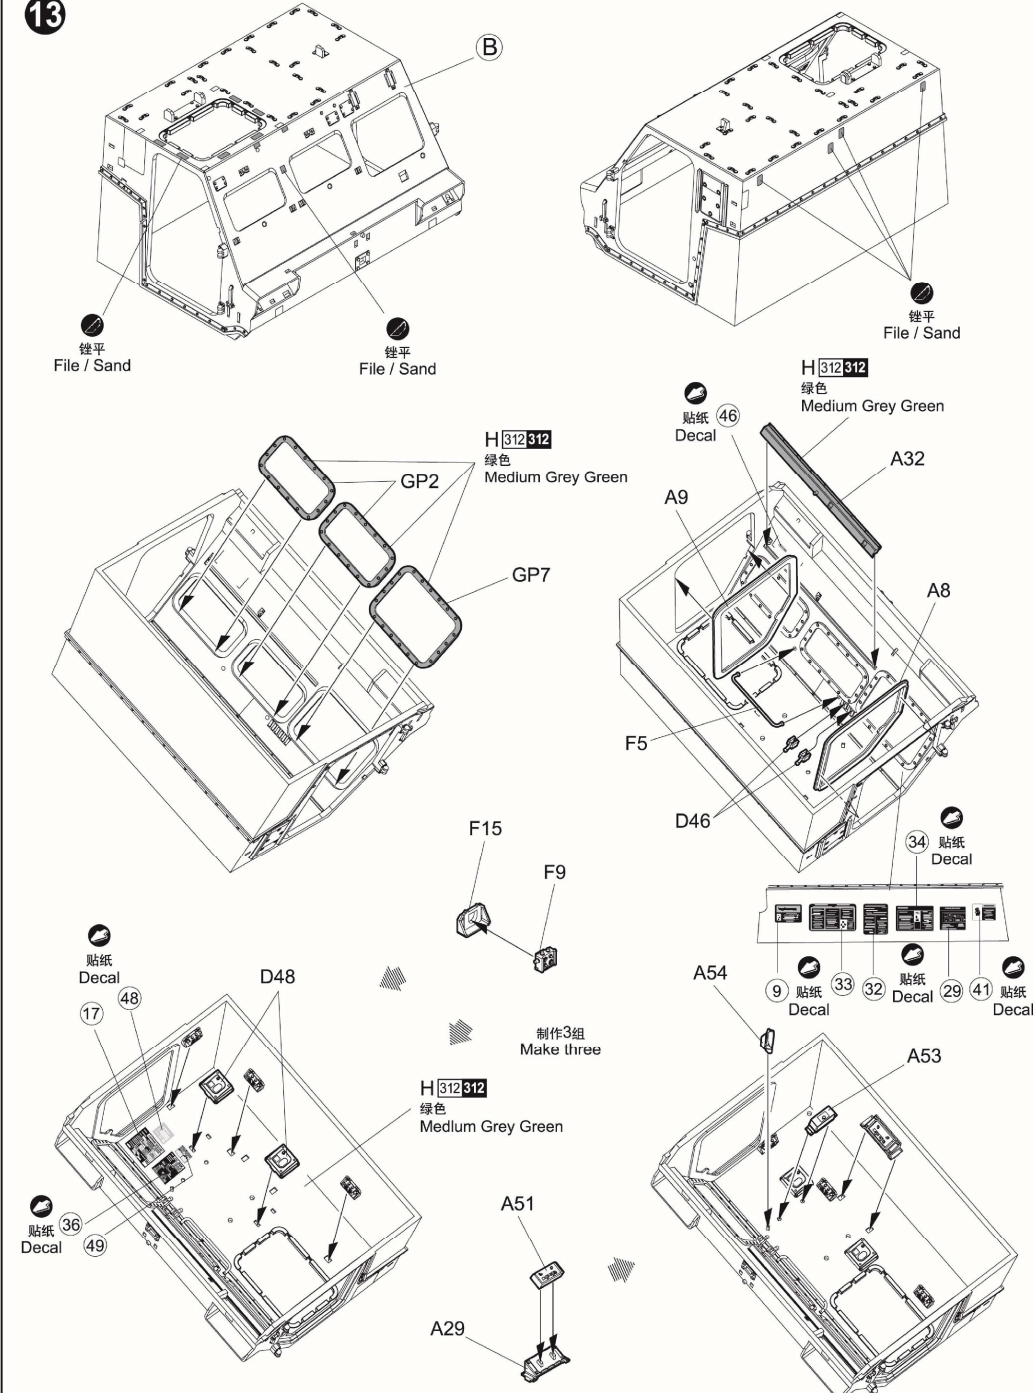 13
B
锉平
File / Sand
锉平
File / Sand
锉平
File / Sand
H 312 312
绿色
Medium Grey Green
GP2
GP7
H 312 312
绿色
Medium Grey Green
贴纸
Decal
46
A32
A9
A8
F5
D46
34
贴纸
Decal
9
贴纸
Decal
33
32
贴纸
Decal
29
41
贴纸
Decal
F15
F9
制作3组
Make three
贴纸
Decal
48
17
D48
H 312 312
绿色
Medium Grey Green
贴纸
Decal
36
49
A51
A29
A54
A53